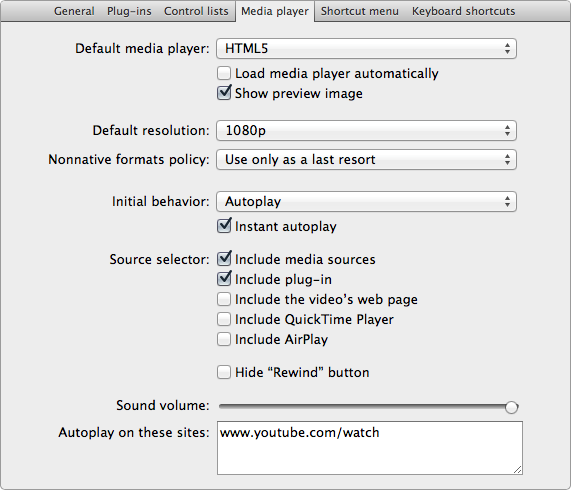 General Plug-ins Control lists Media player Shortcut menu Keyboard shortcuts
Default media player: HTML5
Load media player automatically
Show preview image
Default resolution: 1080p
Nonnative formats policy: Use only as a last resort
Initial behavior: Autoplay
Instant autoplay
Source selector: Include media sources
Include plug-in
Include the video’s web page
Include QuickTime Player
Include AirPlay
Hide “Rewind” button
Sound volume:
Autoplay on these sites: www.youtube.com/watch